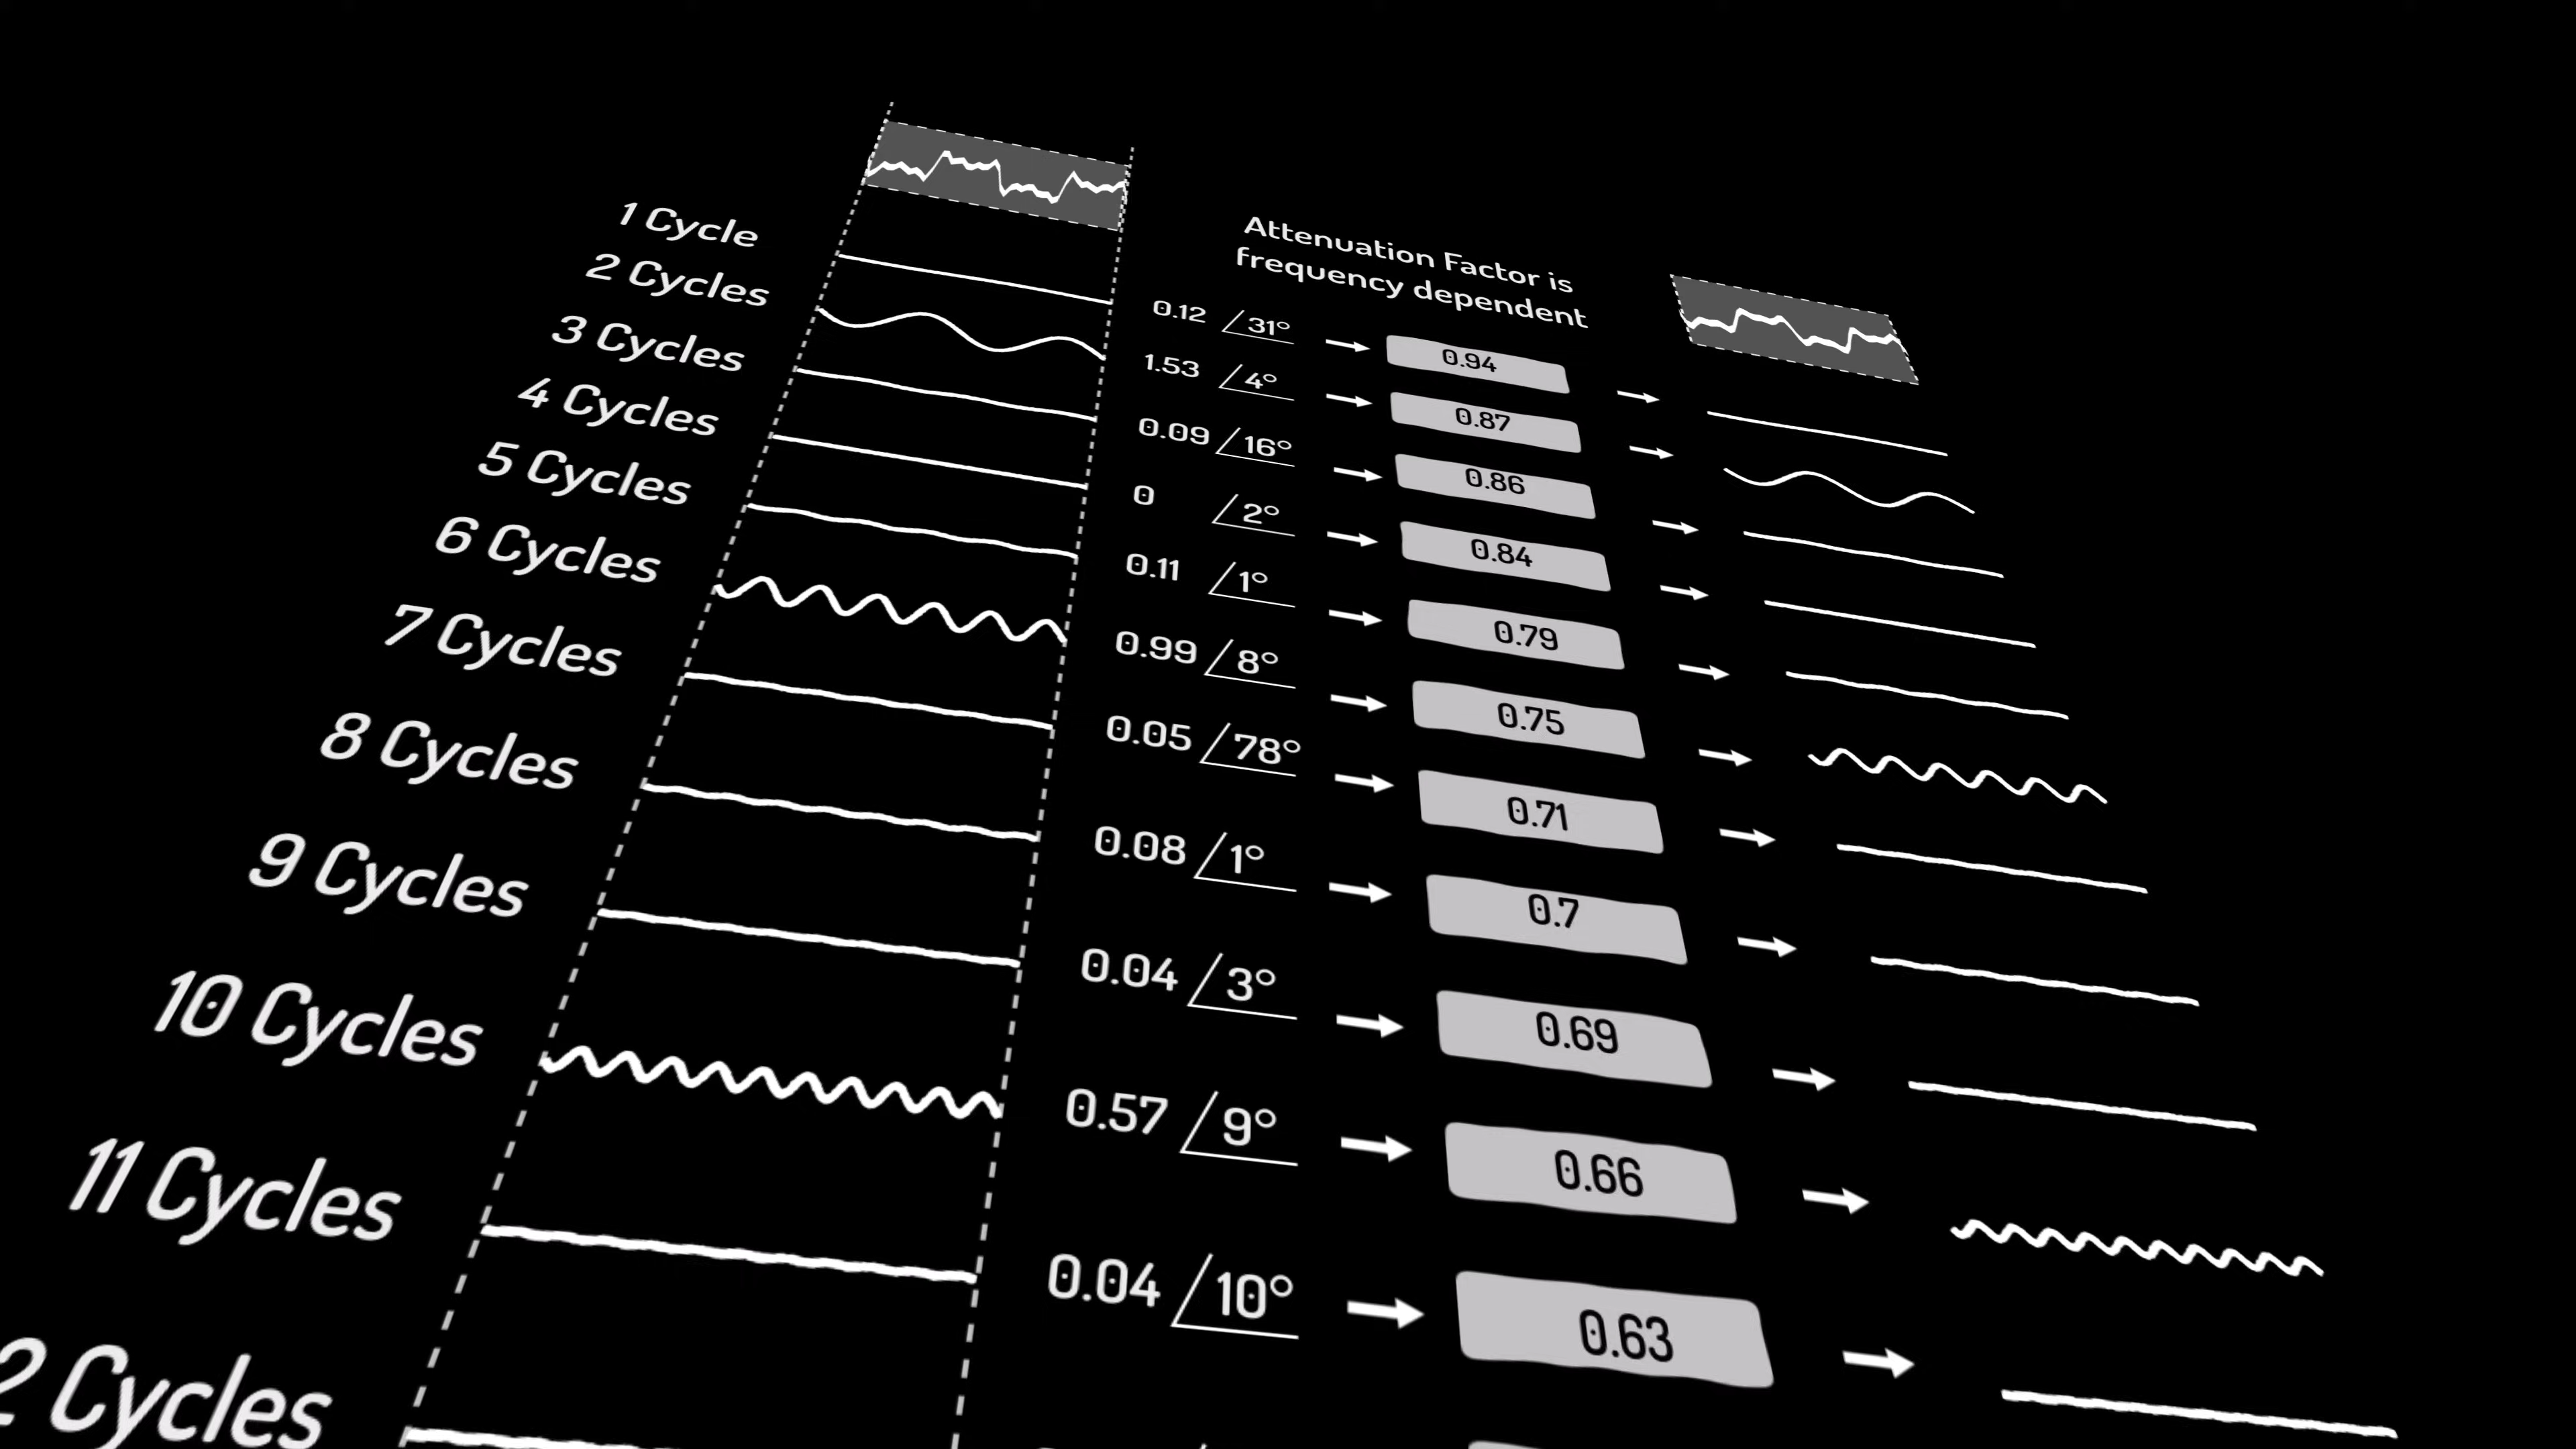 Attenuation Factor is
frequency dependent
1 Cycle 0.12 31° 0.94
2 Cycles 1.53 4° 0.87
3 Cycles 0.09 16° 0.86
4 Cycles 0 2° 0.84
5 Cycles 0.11 1° 0.79
6 Cycles 0.99 8° 0.75
7 Cycles 0.05 78° 0.71
8 Cycles 0.08 1° 0.7
9 Cycles 0.04 3° 0.69
10 Cycles 0.57 9° 0.66
11 Cycles 0.04 10° 0.63
2 Cycles